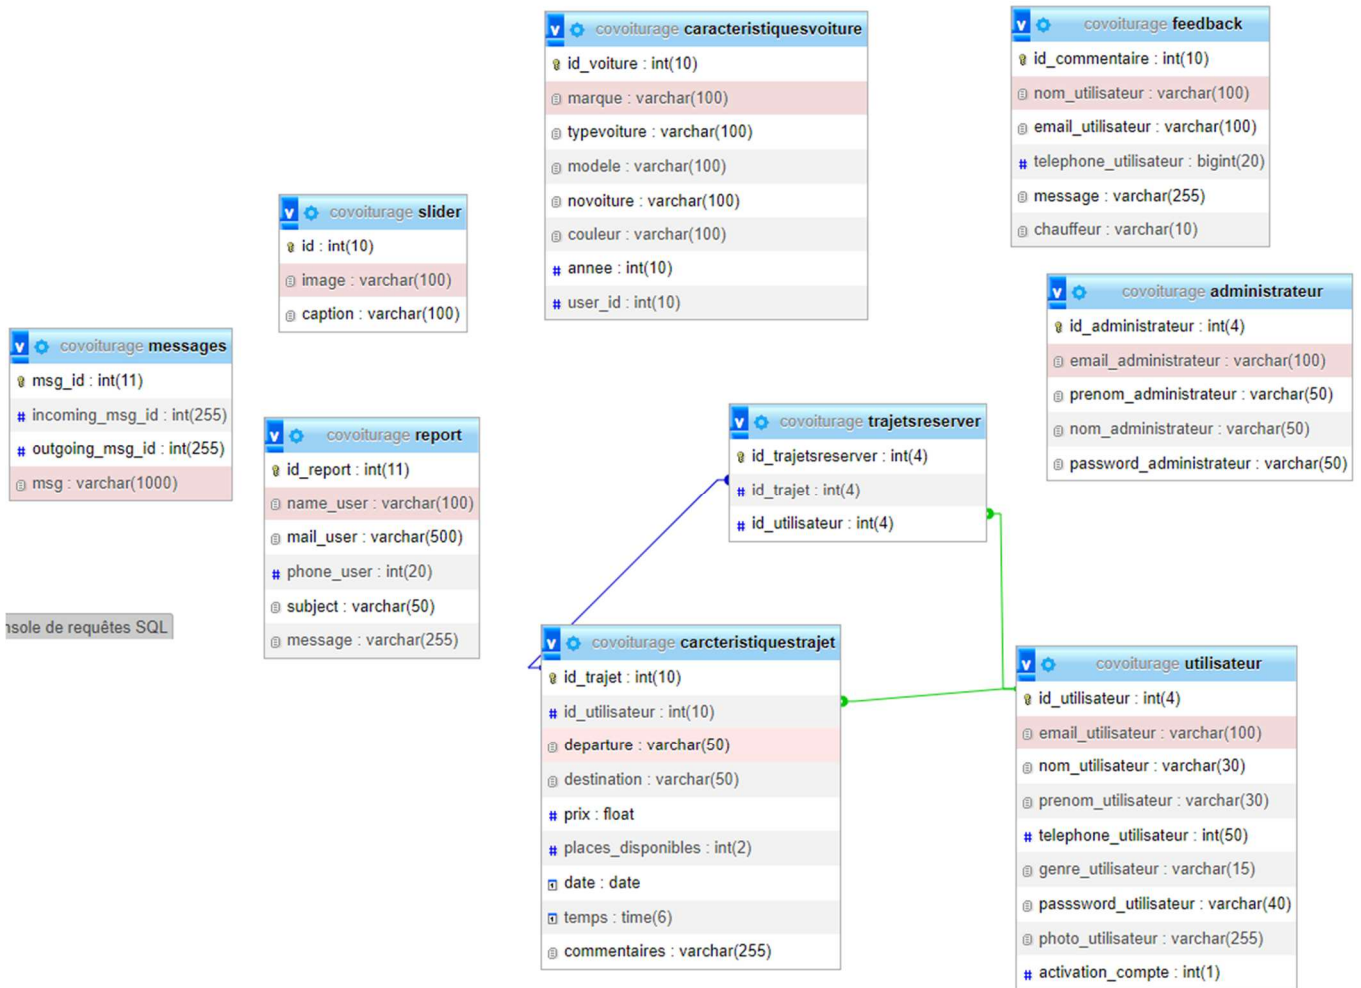 covoiturage caracteristiquesvoiture
id_voiture : int(10)
marque : varchar(100)
typevoiture : varchar(100)
modele : varchar(100)
novoiture : varchar(100)
couleur : varchar(100)
annee : int(10)
user_id : int(10)
covoiturage feedback
id_commentaire : int(10)
nom_utilisateur : varchar(100)
email_utilisateur : varchar(100)
telephone_utilisateur : bigint(20)
message : varchar(255)
chauffeur : varchar(10)
covoiturage slider
id : int(10)
image : varchar(100)
caption : varchar(100)
covoiturage administrateur
id_administrateur : int(4)
email_administrateur : varchar(100)
prenom_administrateur : varchar(50)
nom_administrateur : varchar(50)
password_administrateur : varchar(50)
covoiturage messages
msg_id : int(11)
incoming_msg_id : int(255)
outgoing_msg_id : int(255)
msg : varchar(1000)
covoiturage report
id_report : int(11)
name_user : varchar(100)
mail_user : varchar(500)
phone_user : int(20)
subject : varchar(50)
message : varchar(255)
covoiturage trajetsreserver
id_trajetsreserver : int(4)
id_trajet : int(4)
id_utilisateur : int(4)
nsole de requêtes SQL
covoiturage carcteristiquestrajet
id_trajet : int(10)
id_utilisateur : int(10)
departure : varchar(50)
destination : varchar(50)
prix : float
places_disponibles : int(2)
date : date
temps : time(6)
commentaires : varchar(255)
covoiturage utilisateur
id_utilisateur : int(4)
email_utilisateur : varchar(100)
nom_utilisateur : varchar(30)
prenom_utilisateur : varchar(30)
telephone_utilisateur : int(50)
genre_utilisateur : varchar(15)
passsword_utilisateur : varchar(40)
photo_utilisateur : varchar(255)
activation_compte : int(1)